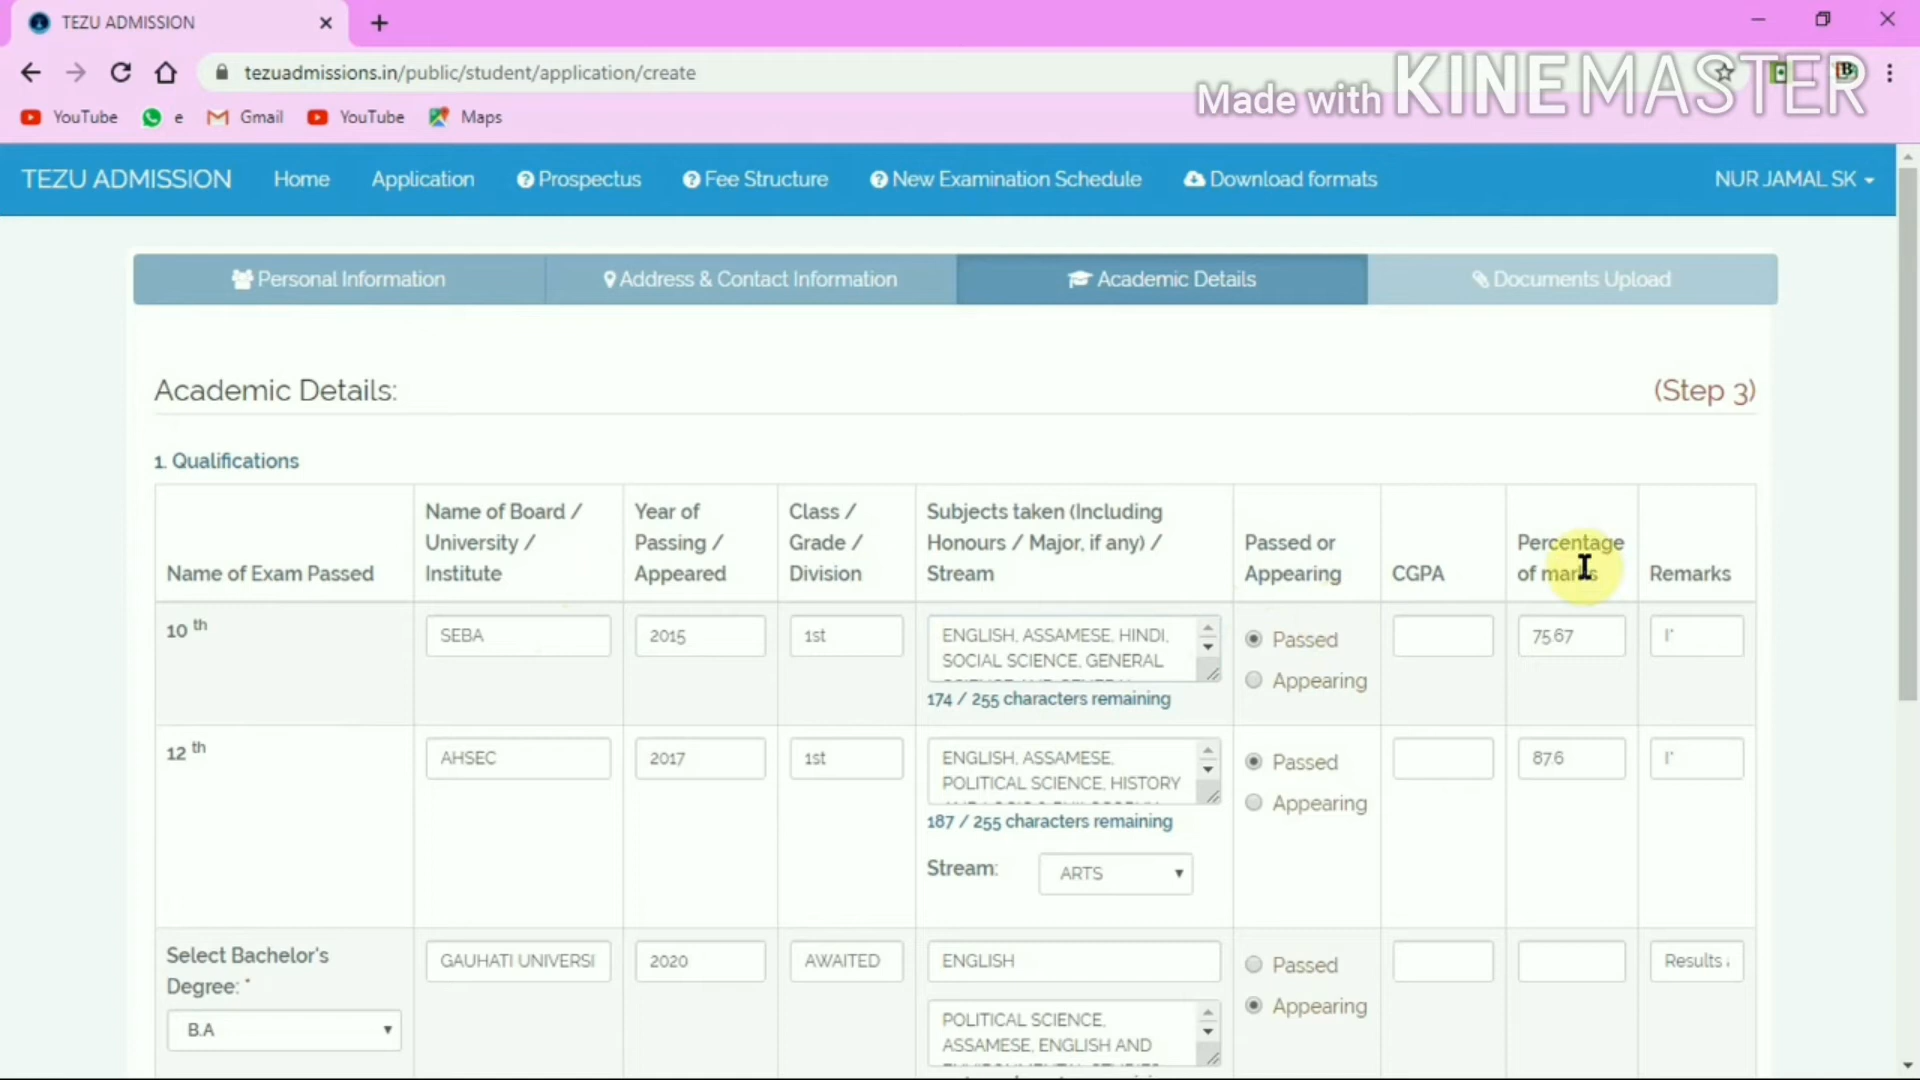 TEZU ADMISSION
tezuadmissions.in/public/student/application/create
Made with KINEMASTER
YouTube e Gmail YouTube Maps
TEZU ADMISSION Home Application Prospectus Fee Structure New Examination Schedule Download formats NUR JAMAL SK
Personal Information Address & Contact Information Academic Details Documents Upload
Academic Details: (Step 3)
1. Qualifications
Name of Exam Passed
Name of Board /
University /
Institute
Year of
Passing /
Appeared
Class /
Grade /
Division
Subjects taken (Including
Honours / Major, if any) /
Stream
Passed or
Appearing
CGPA
Percentage
of marks
Remarks
10 th
SEBA
2015
1st
ENGLISH, ASSAMESE, HINDI,
SOCIAL SCIENCE, GENERAL
174 / 255 characters remaining
Passed
Appearing
75.67
I*
12 th
AHSEC
2017
1st
ENGLISH, ASSAMESE,
POLITICAL SCIENCE, HISTORY
187 / 255 characters remaining
Stream: ARTS
Passed
Appearing
87.6
I*
Select Bachelor's
Degree: *
B.A
GAUHATI UNIVERSI
2020
AWAITED
ENGLISH
POLITICAL SCIENCE,
ASSAMESE, ENGLISH AND
Passed
Appearing
Results